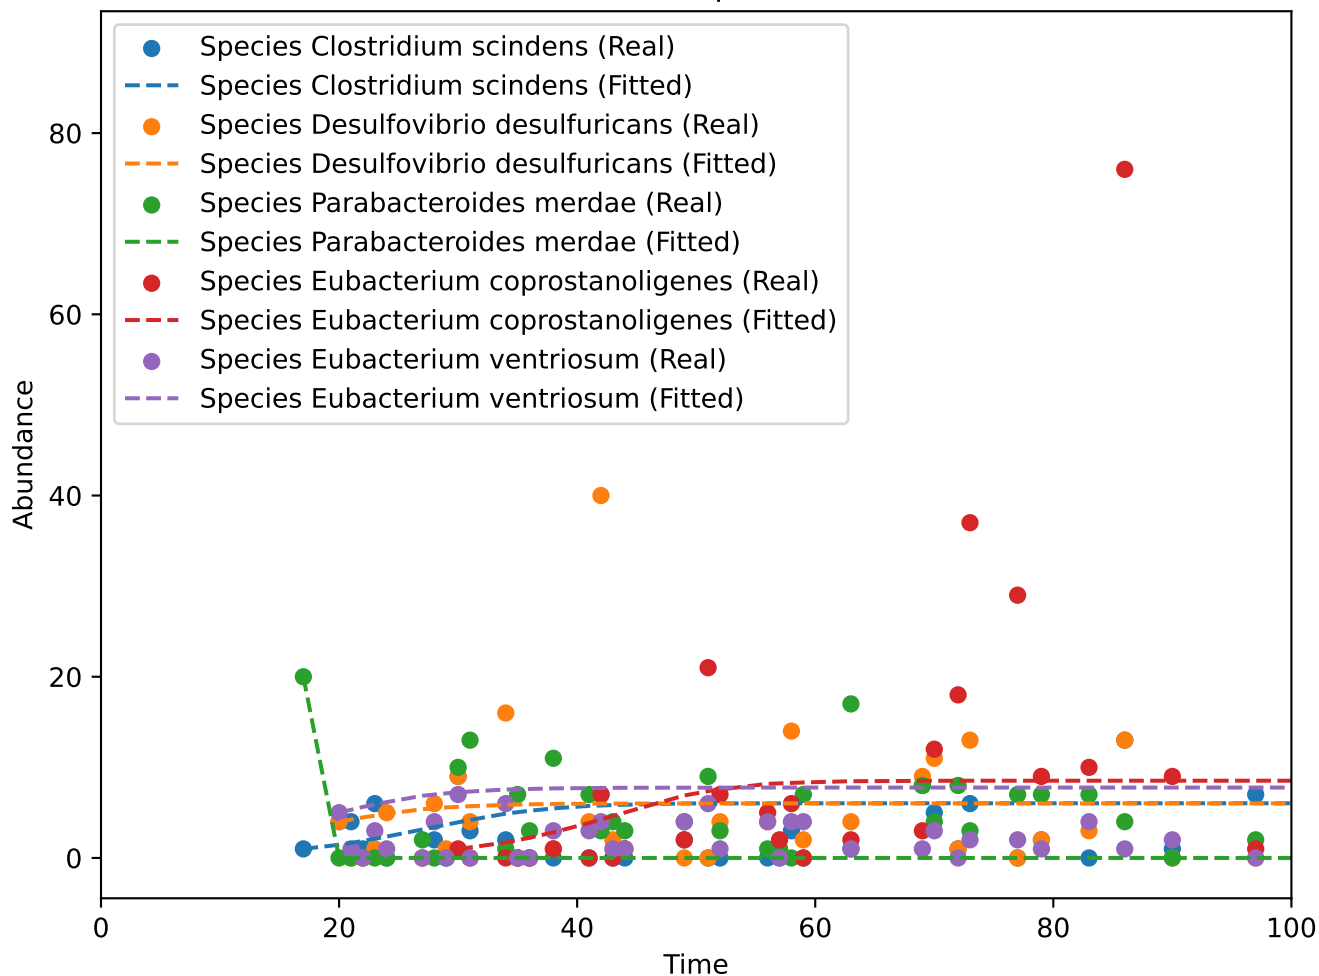 Species Clostridium scindens (Real)
Species Clostridium scindens (Fitted)
Species Desulfovibrio desulfuricans (Real)
Species Desulfovibrio desulfuricans (Fitted)
Species Parabacteroides merdae (Real)
Species Parabacteroides merdae (Fitted)
Species Eubacterium coprostanoligenes (Real)
Species Eubacterium coprostanoligenes (Fitted)
Species Eubacterium ventriosum (Real)
Species Eubacterium ventriosum (Fitted)
Abundance
80
60
40
20
0
0 20 40 60 80 100
Time